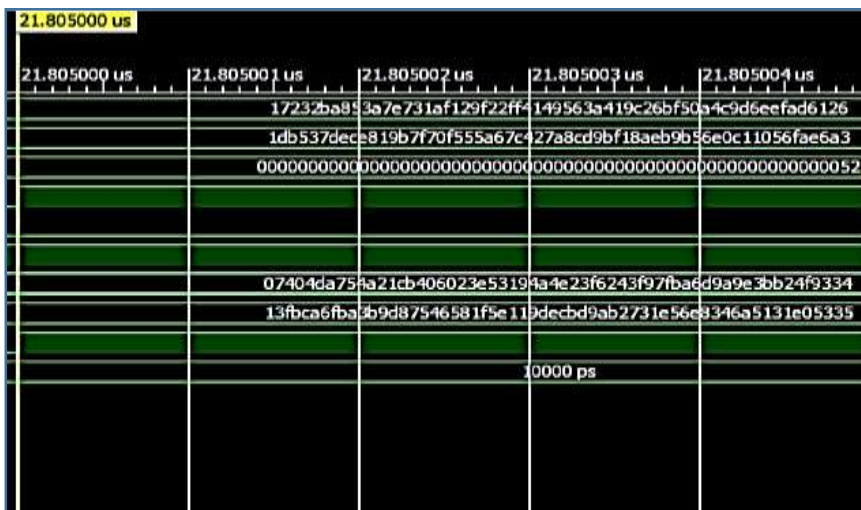 21.805000 us
21.805000 us 21.805001 us 21.805002 us 21.805003 us 21.805004 us
17232ba853a7e731af129f22ff4149563a419c26bf50a4c9d6eefad6126
1db537dece819b7f70f555a67c427a8cd9bf18aeb9b56e0c11056fae6a3
0000000000000000000000000000000000000000000000000000000000052
07404da754a21cb406023e53194a4e23f6243f97fba6d9a9e3bb24f9334
13fbca6fba3b9d87546581f5e119decbd9ab2731e56e8346a5131e05335
10000 ps